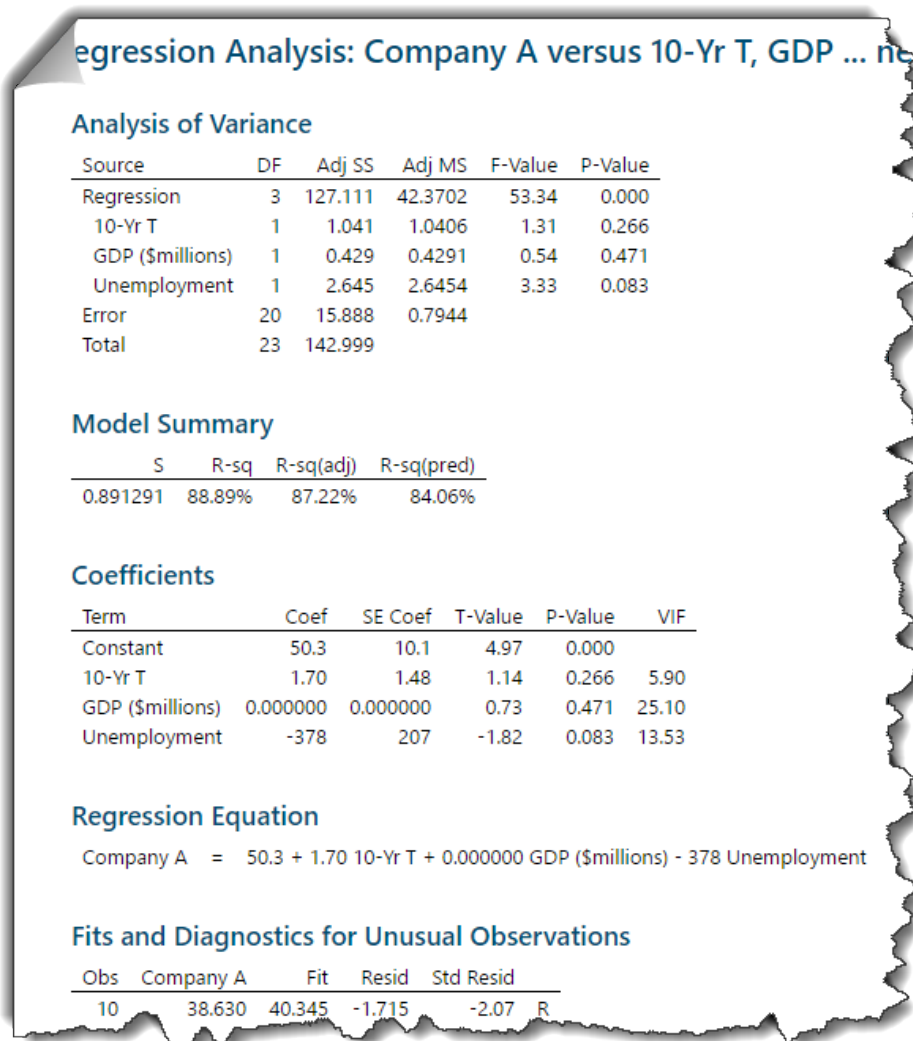 egression Analysis: Company A versus 10-Yr T, GDP ...
Analysis of Variance
Source DF Adj SS Adj MS F-Value P-Value
Regression 3 127.111 42.3702 53.34 0.000
10-Yr T 1 1.041 1.0406 1.31 0.266
GDP ($millions) 1 0.429 0.4291 0.54 0.471
Unemployment 1 2.645 2.6454 3.33 0.083
Error 20 15.888 0.7944
Total 23 142.999
Model Summary
S R-sq R-sq(adj) R-sq(pred)
0.891291 88.89% 87.22% 84.06%
Coefficients
Term Coef SE Coef T-Value P-Value VIF
Constant 50.3 10.1 4.97 0.000
10-Yr T 1.70 1.48 1.14 0.266 5.90
GDP ($millions) 0.000000 0.000000 0.73 0.471 25.10
Unemployment -378 207 -1.82 0.083 13.53
Regression Equation
Company A = 50.3 + 1.70 10-Yr T + 0.000000 GDP ($millions) - 378 Unemployment
Fits and Diagnostics for Unusual Observations
Obs Company A Fit Resid Std Resid
10 38.630 40.345 -1.715 -2.07 R